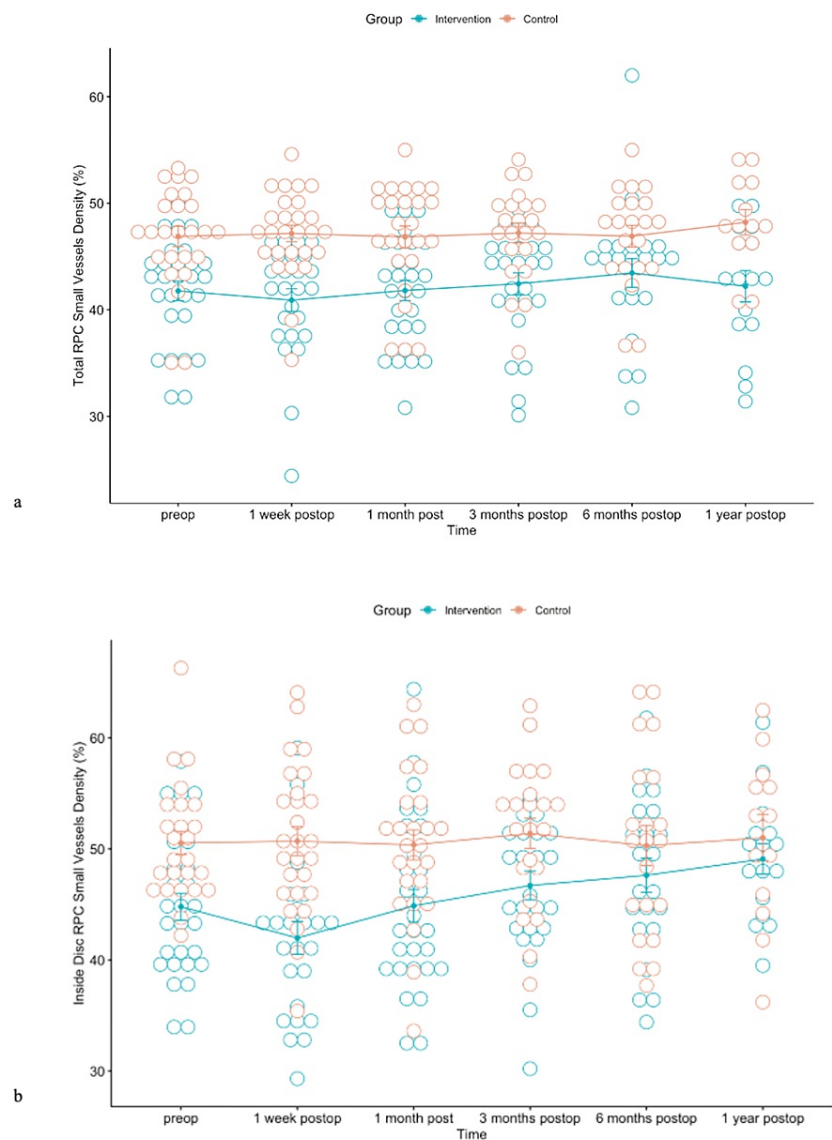 Group Intervention Control
Total RPC Small Vessels Density (%)
60
50
40
30
preop 1 week postop 1 month post 3 months postop 6 months postop 1 year postop
Time
a
Group Intervention Control
Inside Disc RPC Small Vessels Density (%)
60
50
40
30
preop 1 week postop 1 month post 3 months postop 6 months postop 1 year postop
Time
b